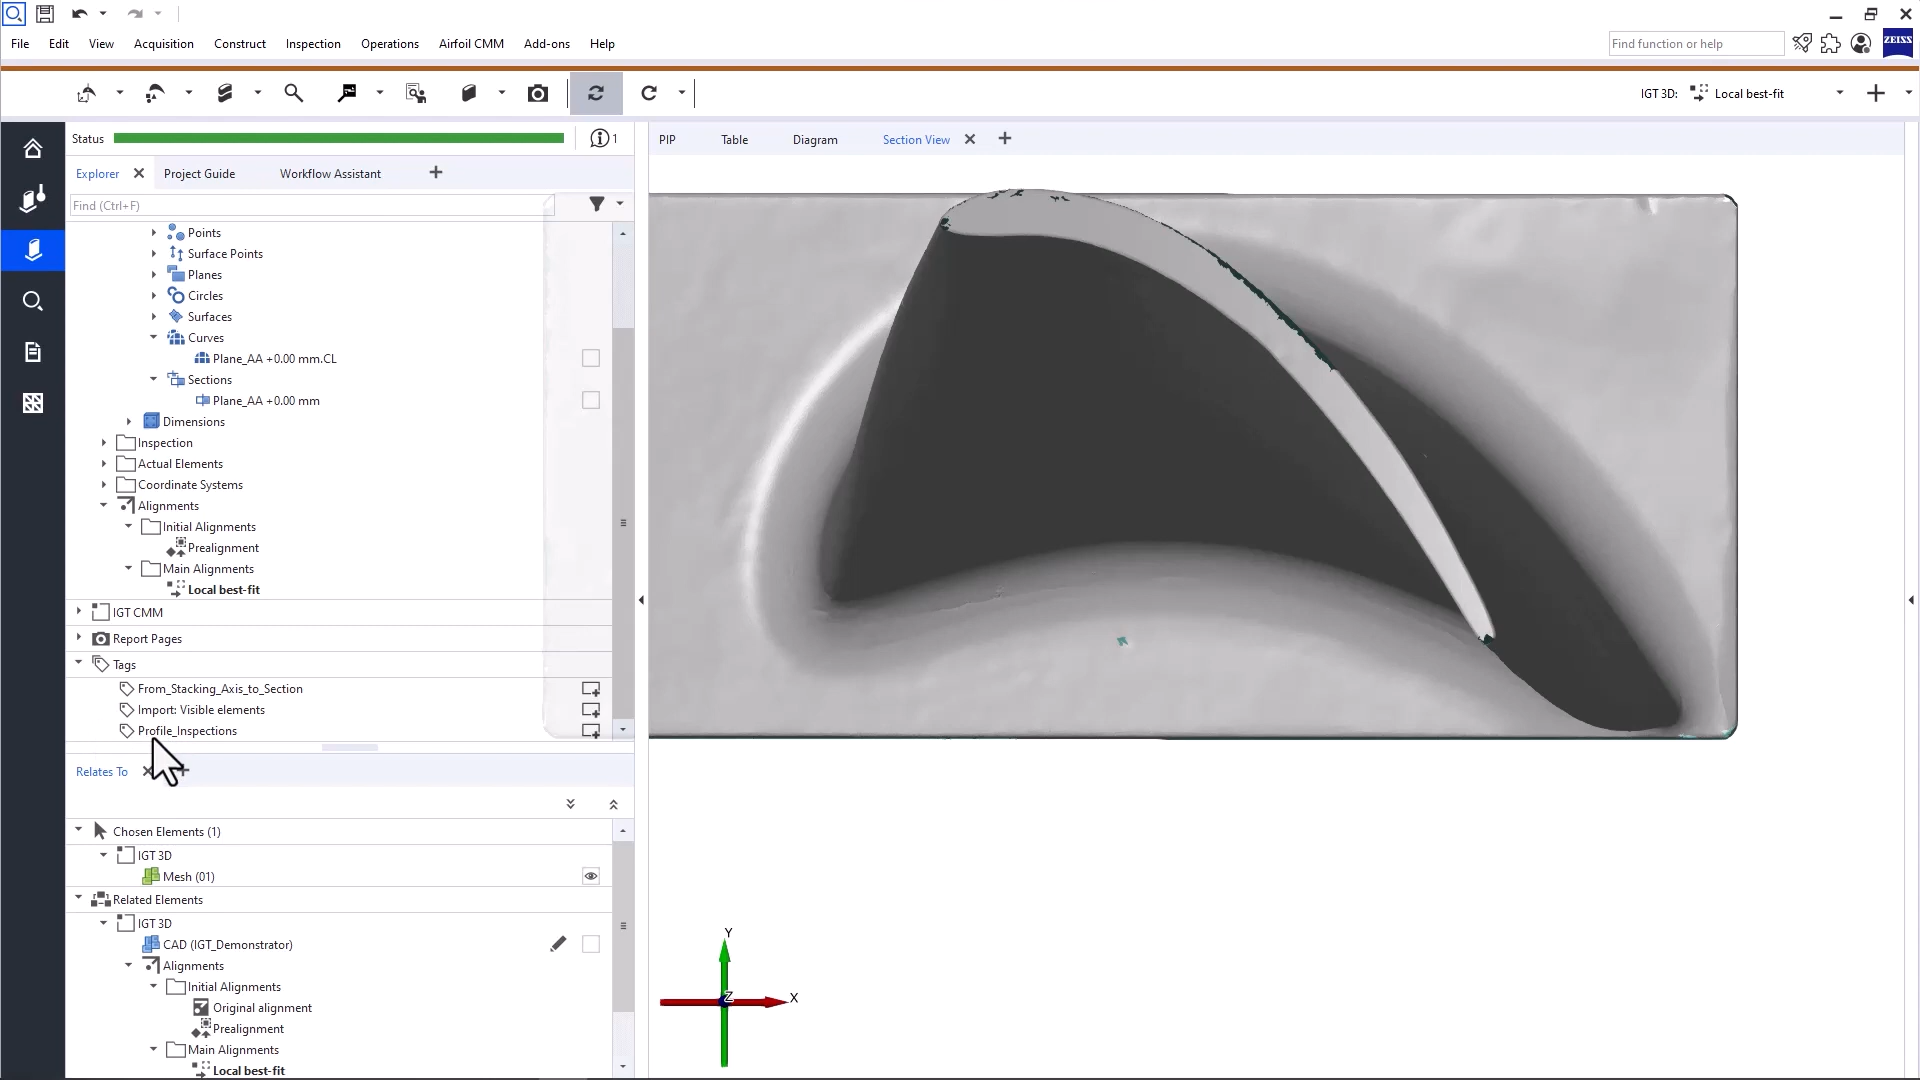 File Edit View Acquisition Construct Inspection Operations Airfoil CMM Add-ons Help
Find function or help
ZEISS
IGT 3D: Local best-fit
Status
1
PIP Table Diagram Section View
Explorer Project Guide Workflow Assistant
Find (Ctrl+F)
Points
Surface Points
Planes
Circles
Surfaces
Curves
Plane_AA +0.00 mm.CL
Sections
Plane_AA +0.00 mm
Dimensions
Inspection
Actual Elements
Coordinate Systems
Alignments
Initial Alignments
Prealignment
Main Alignments
Local best-fit
IGT CMM
Report Pages
Tags
From_Stacking_Axis_to_Section
Import: Visible elements
Profile_Inspections
Relates To
Chosen Elements (1)
IGT 3D
Mesh (01)
Related Elements
IGT 3D
CAD (IGT_Demonstrator)
Alignments
Initial Alignments
Original alignment
Prealignment
Main Alignments
Local best-fit
Y
Z
X